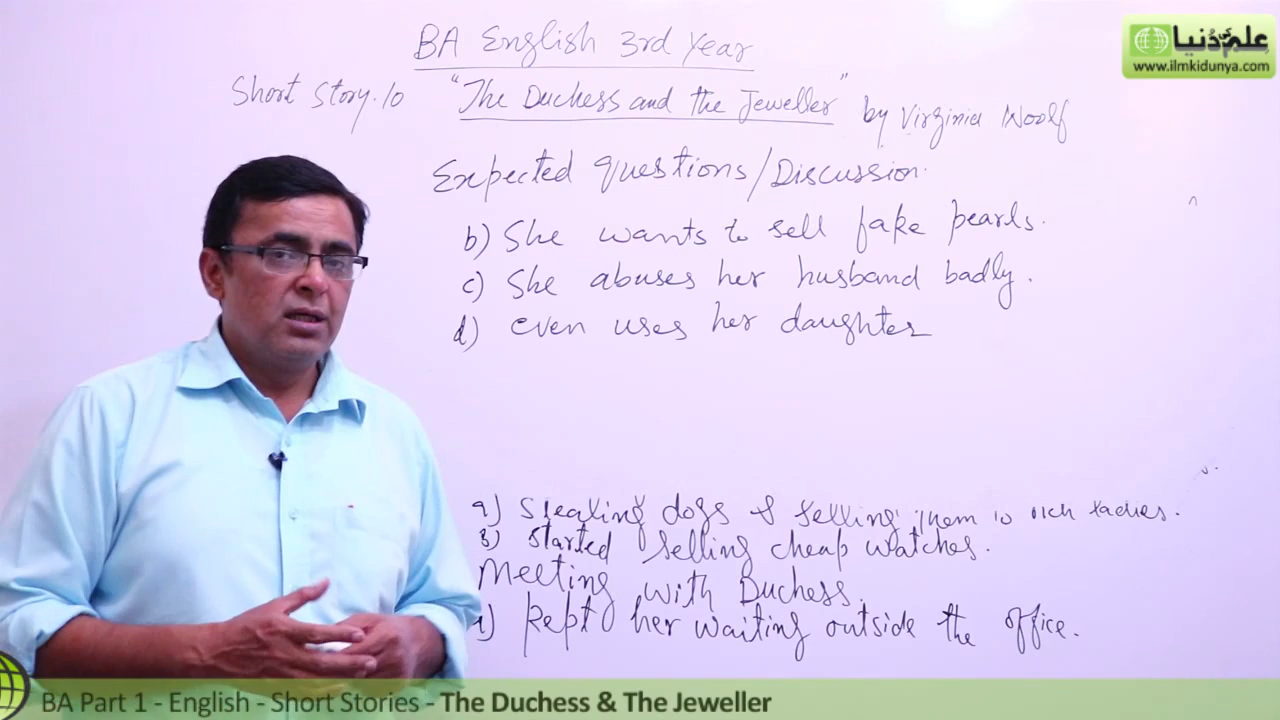 BA English 3rd Year
Short Story.10 "The Duchess and the Jeweller" by Virginia Woolf
Expected questions/Discussion.
b) She wants to sell fake pearls.
c) She abuses her husband badly.
d) even uses her daughter
a) stealing dogs & selling them to rich ladies.
b) started selling cheap watches.
Meeting with Duchess.
kept her waiting outside the office.
علم کی دُنیا
www.ilmkidunya.com
BA Part 1 - English - Short Stories - The Duchess & The Jeweller